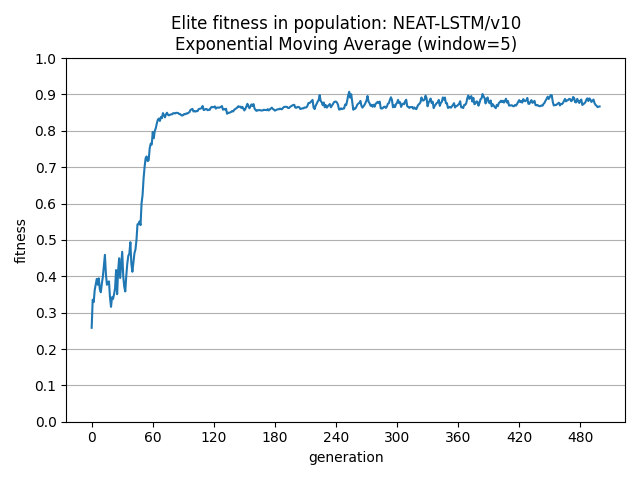 Elite fitness in population: NEAT-LSTM/v10
Exponential Moving Average (window=5)
1.0
0.9
0.8
0.7
0.6
0.5
0.4
0.3
0.2
0.1
0.0
fitness
0 60 120 180 240 300 360 420 480
generation